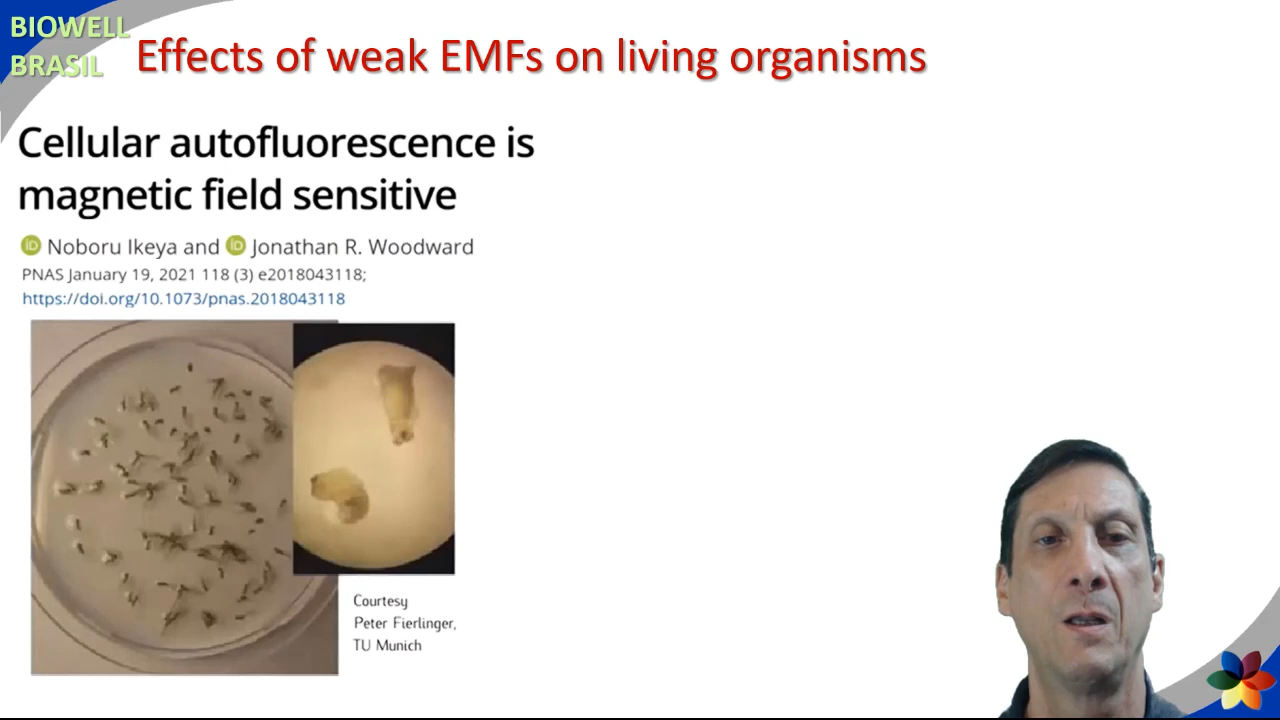 BIOWELL
BRASIL
Effects of weak EMFs on living organisms
Cellular autofluorescence is
magnetic field sensitive
iD Noboru Ikeya and iD Jonathan R. Woodward
PNAS January 19, 2021 118 (3) e2018043118;
https://doi.org/10.1073/pnas.2018043118
Courtesy
Peter Fierlinger,
TU Munich